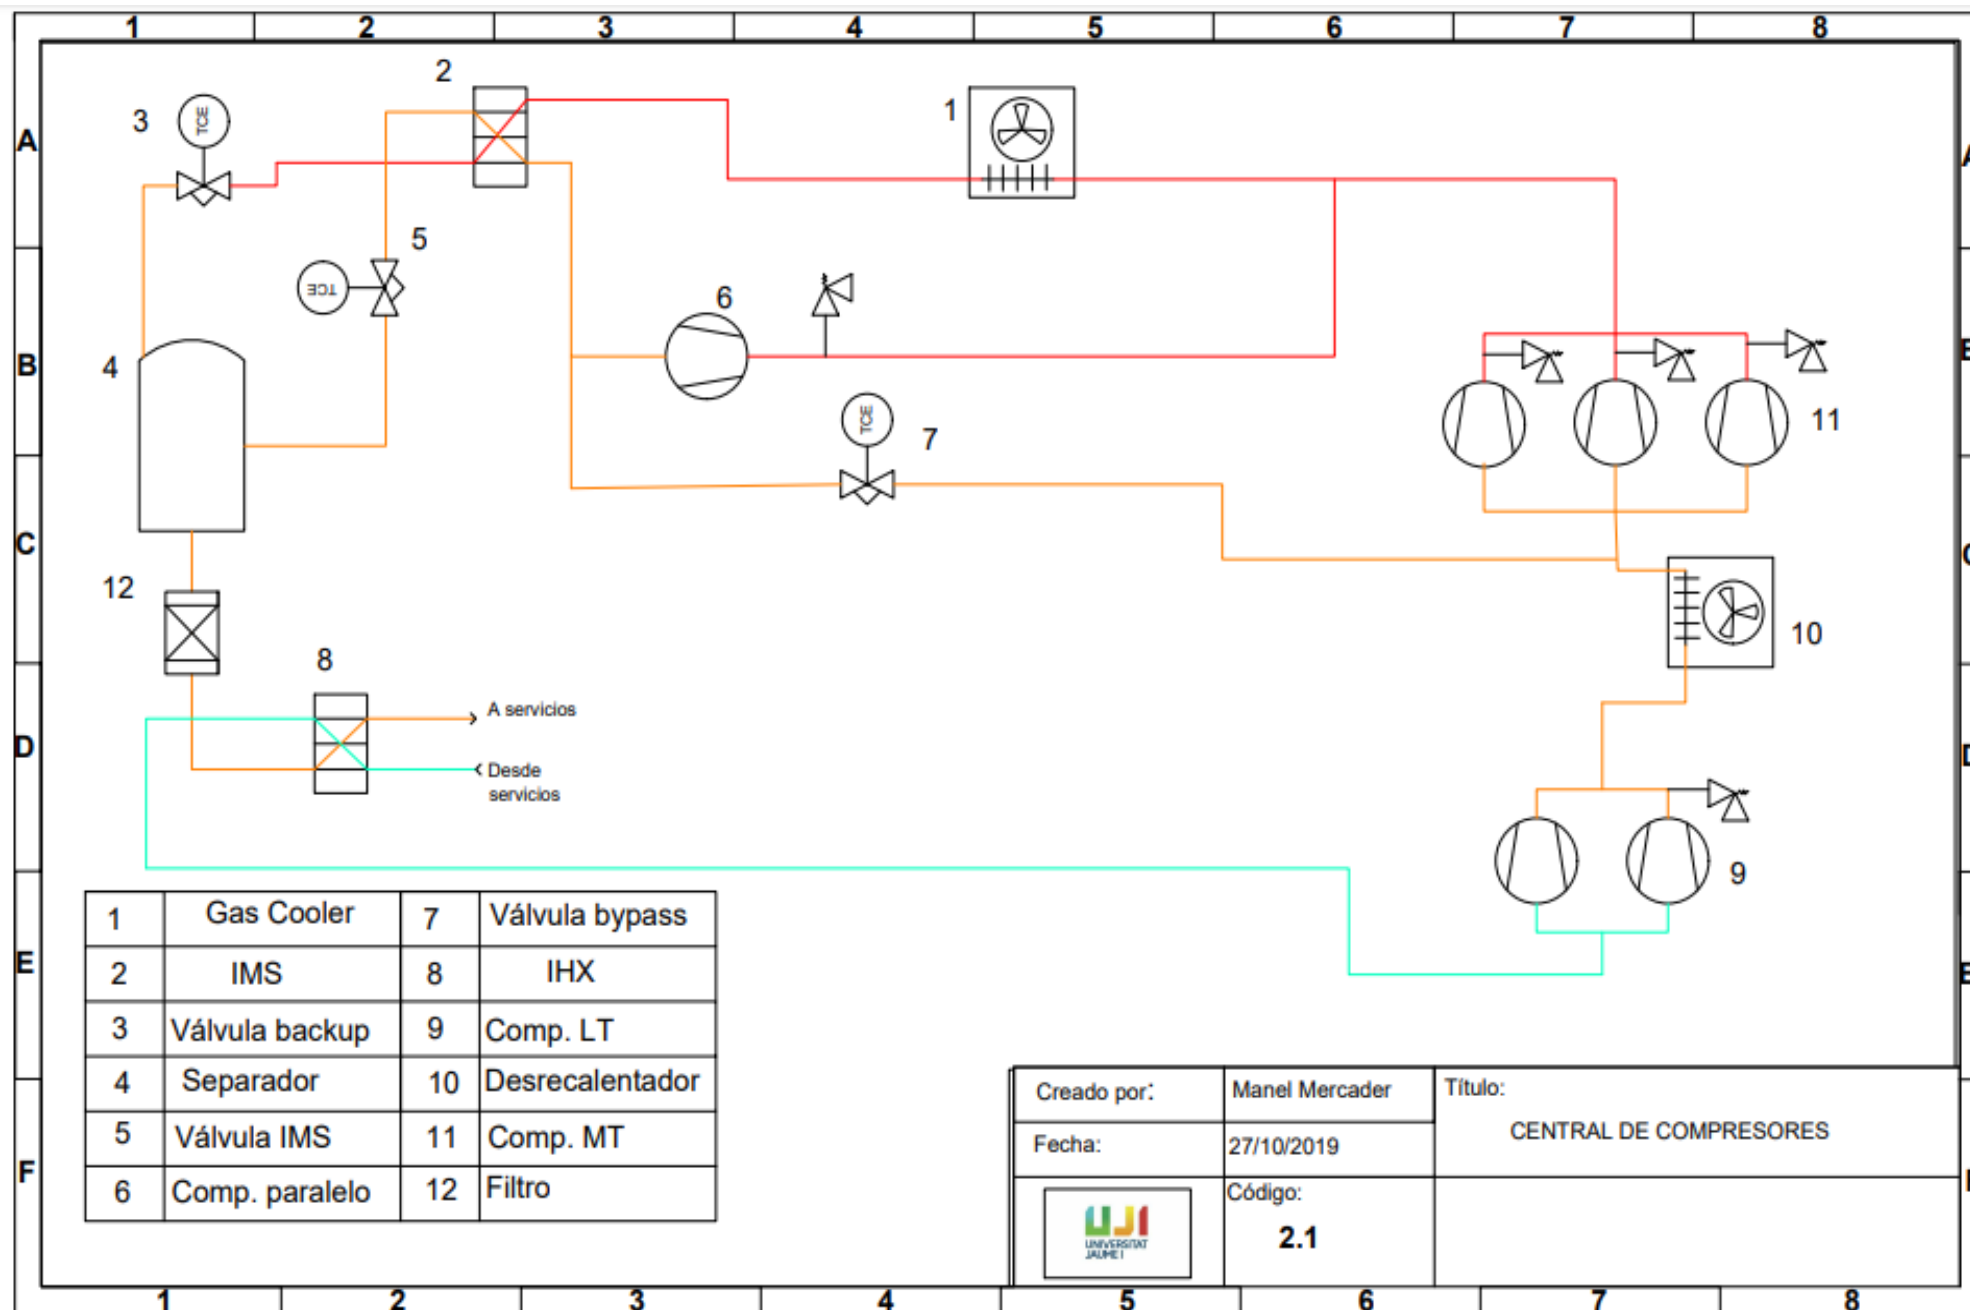 1 2 3 4 5 6 7 8
A
B
C
D
E
F
2
3
TCE
1
5
TCE
6
4
TCE
7
11
12
10
8
A servicios
Desde
servicios
9
1 Gas Cooler 7 Válvula bypass
2 IMS 8 IHX
3 Válvula backup 9 Comp. LT
4 Separador 10 Desrecalentador
5 Válvula IMS 11 Comp. MT
6 Comp. paralelo 12 Filtro
Creado por: Manel Mercader Título:
CENTRAL DE COMPRESORES
Fecha: 27/10/2019
Código:
2.1
UJI
UNIVERSITAT
JAUME I
1 2 3 4 5 6 7 8